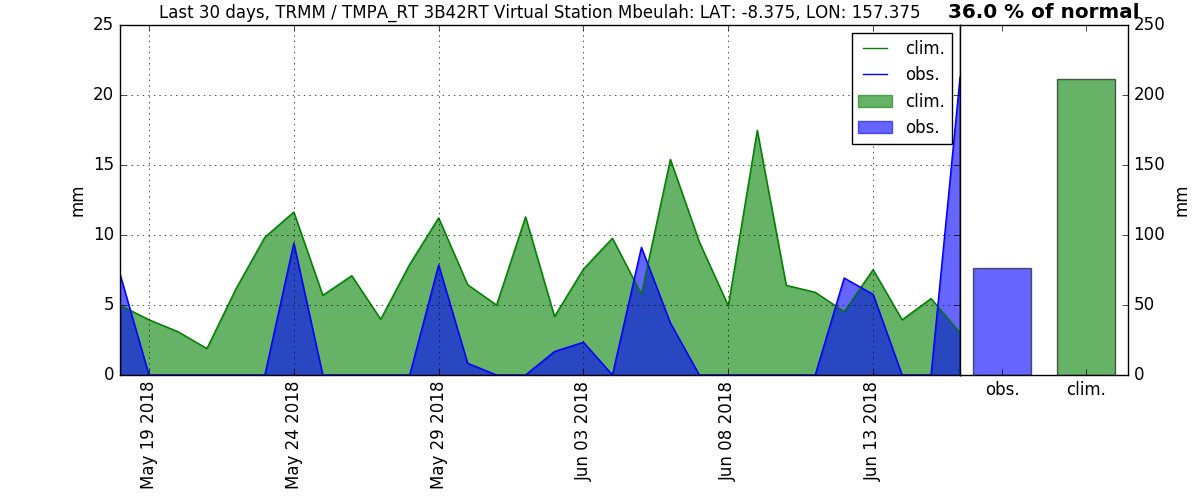 Last 30 days, TRMM / TMPA_RT 3B42RT Virtual Station Mbeulah: LAT: -8.375, LON: 157.375
36.0 % of normal
25
20
15
10
5
0
mm
clim.
obs.
clim.
obs.
250
200
150
100
50
0
mm
May 19 2018
May 24 2018
May 29 2018
Jun 03 2018
Jun 08 2018
Jun 13 2018
obs.
clim.